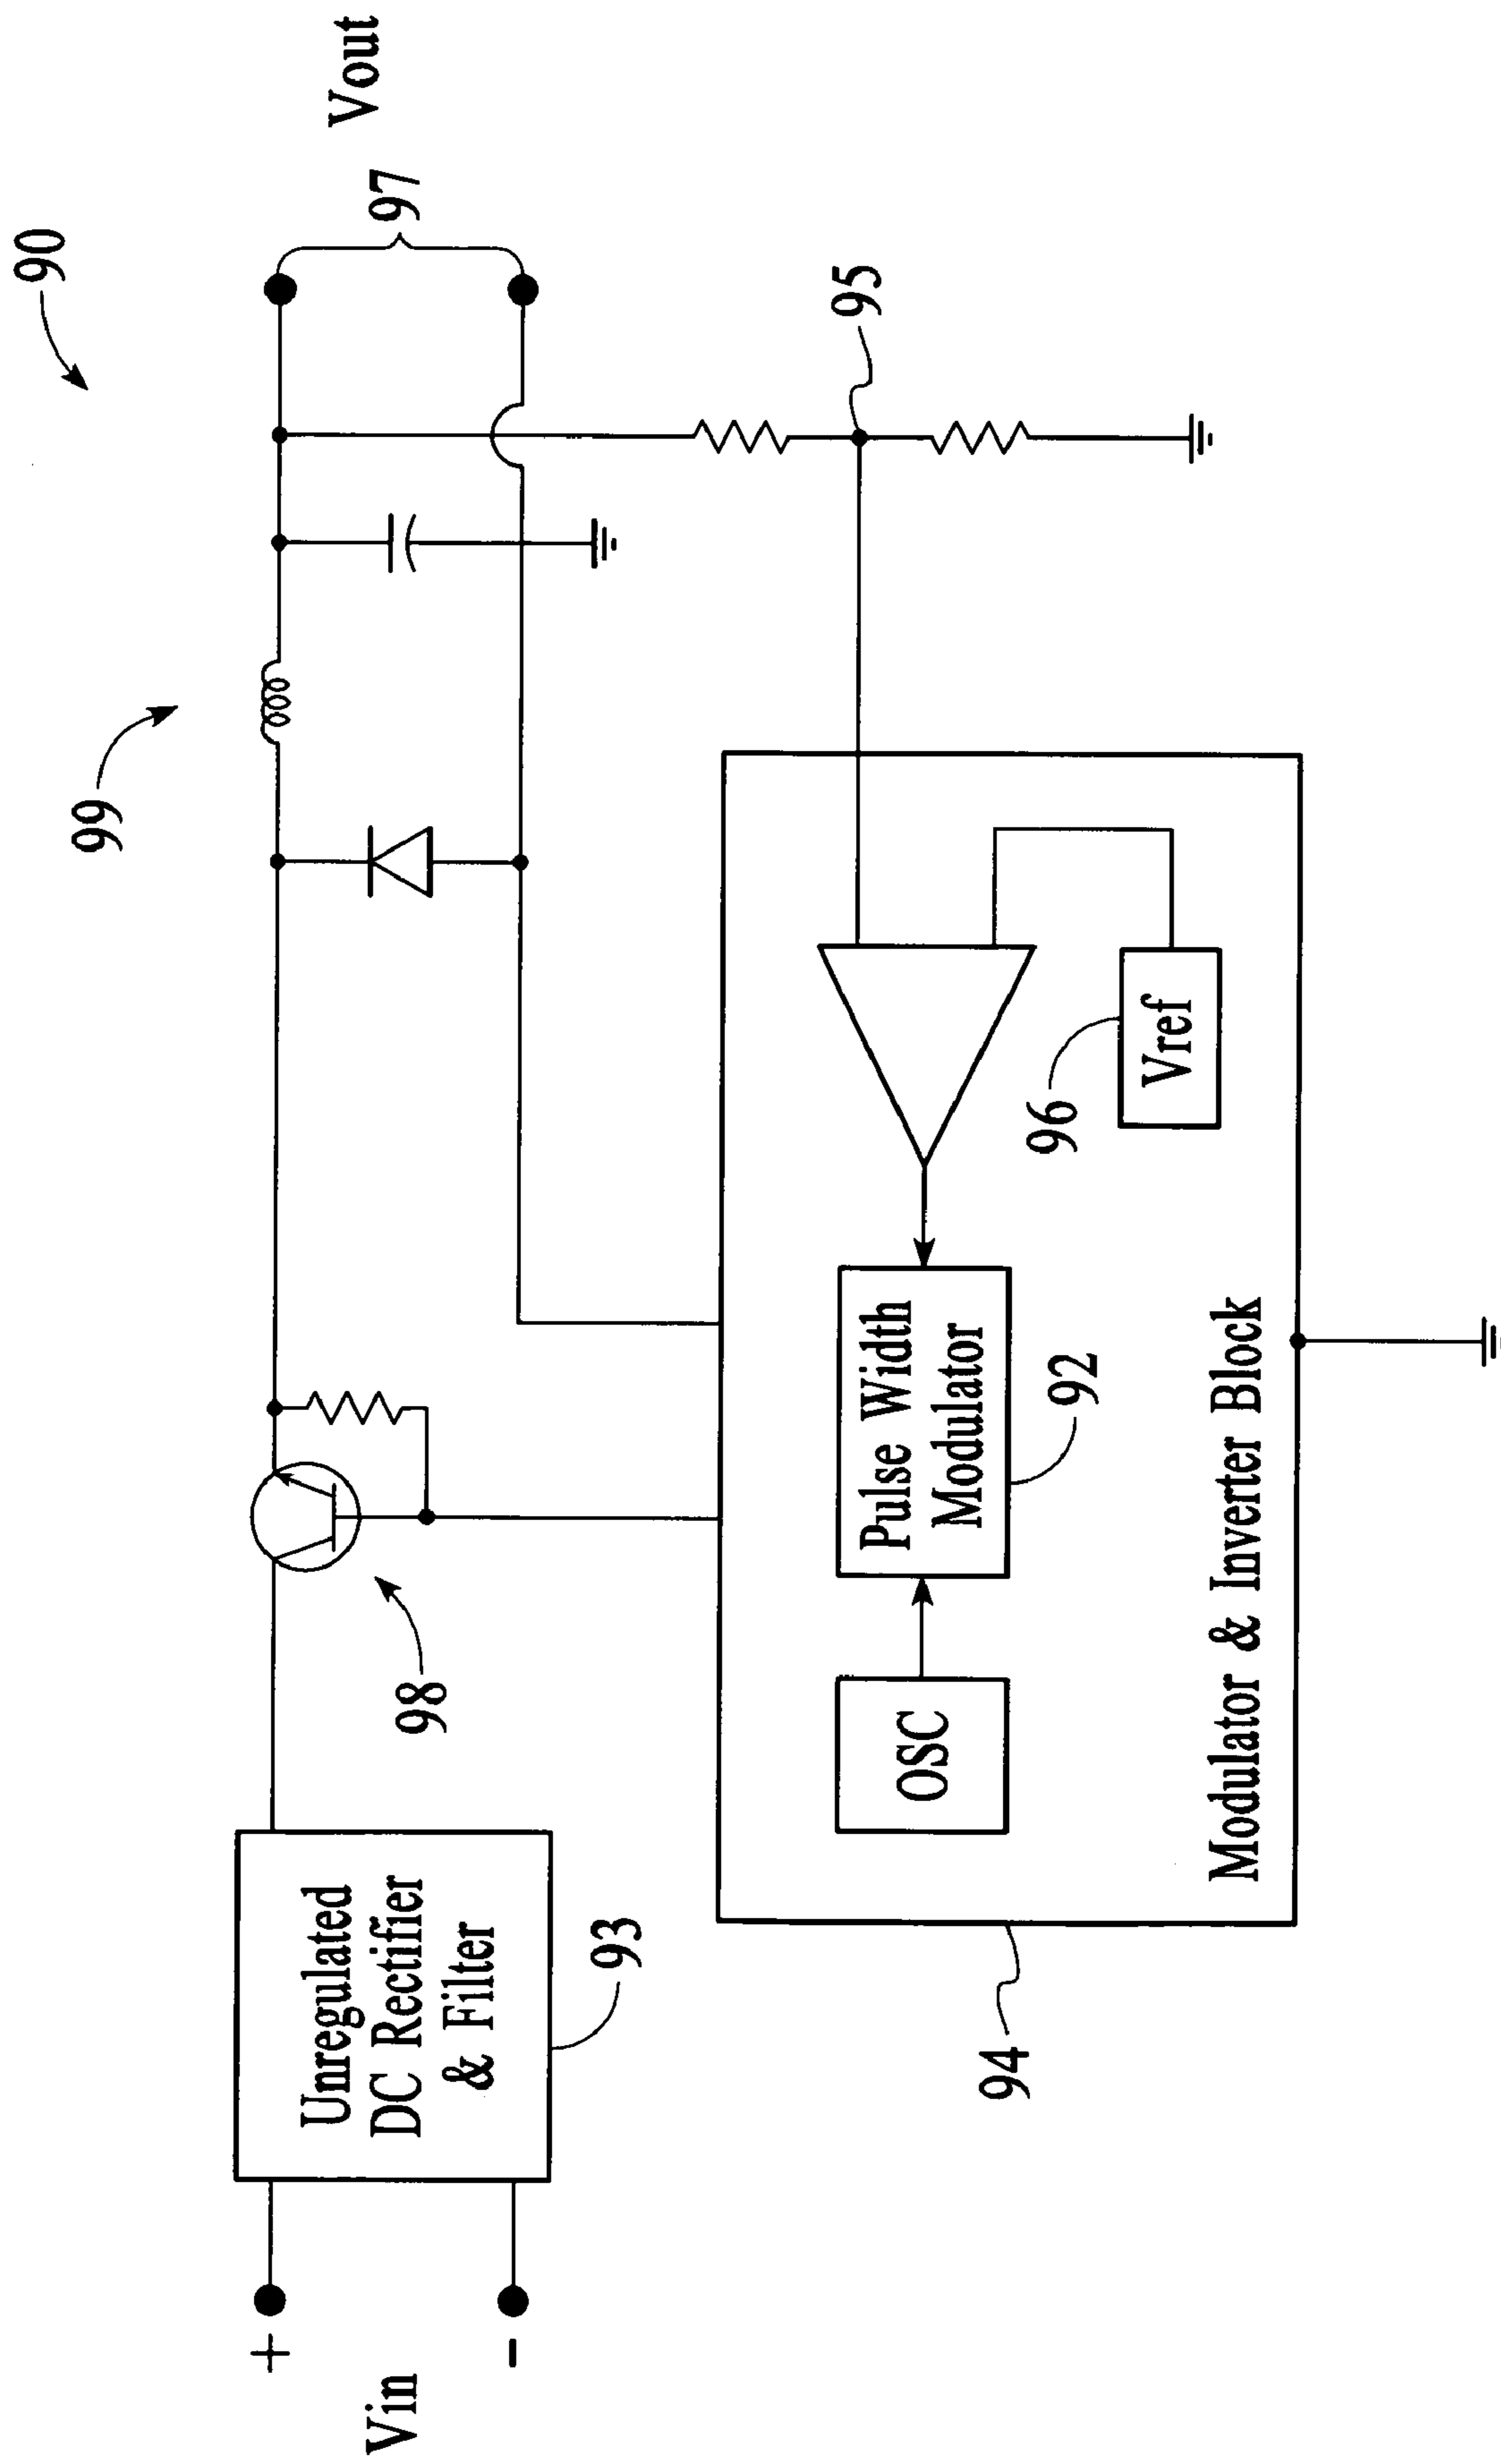 90
99
97
Vout
98
Unregulated
DC Rectifier
& Filter
93
+
Vin
-
95
94
OSC
Pulse Width
Modulator
92
96
Vref
Modulator & Inverter Block